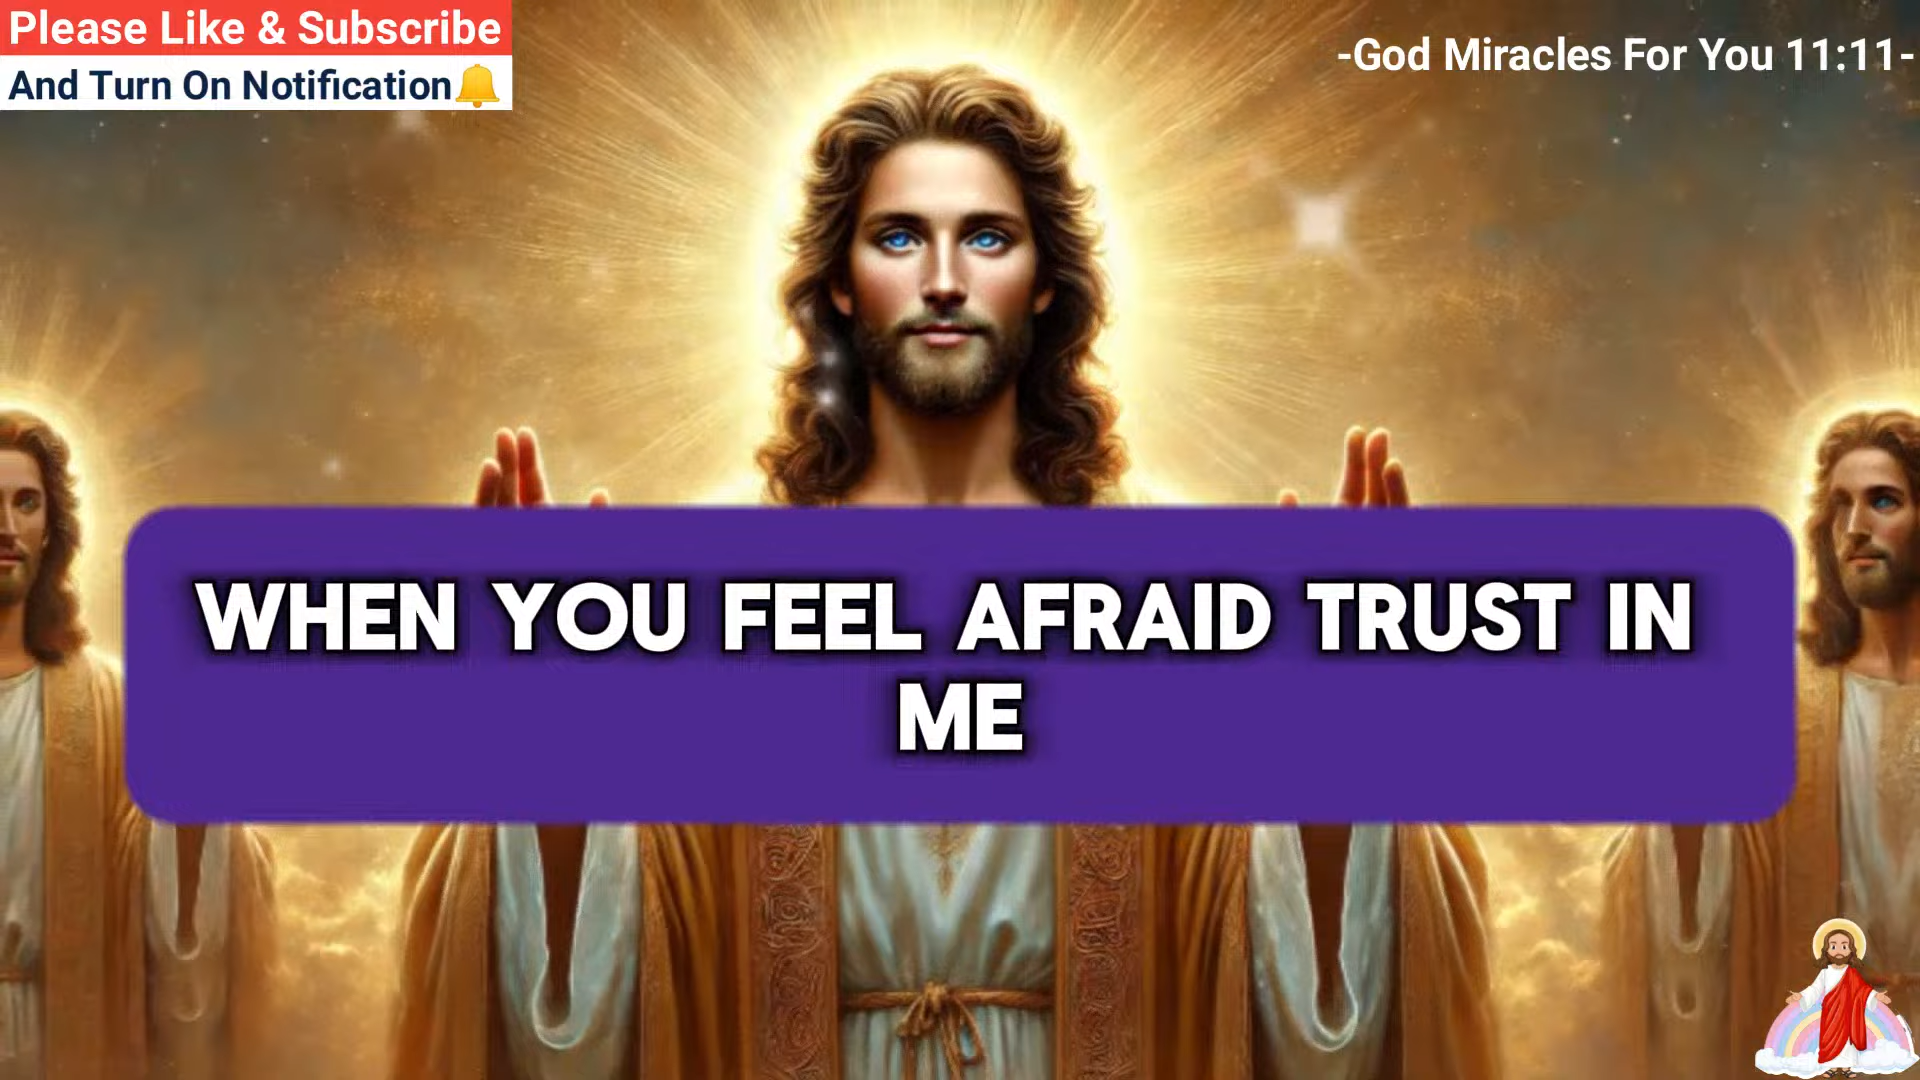 Please Like & Subscribe
And Turn On Notification🔔
-God Miracles For You 11:11-
WHEN YOU FEEL AFRAID TRUST IN
ME